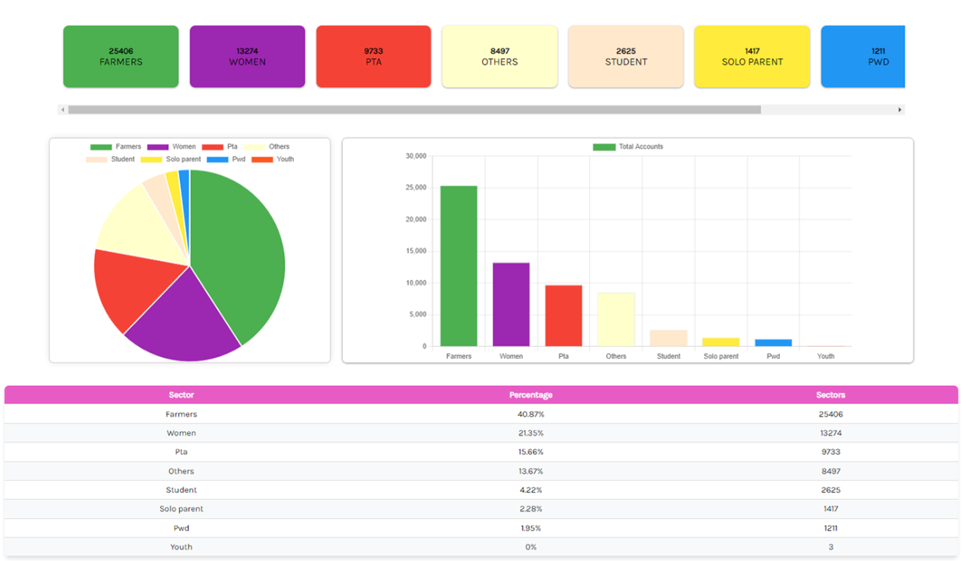 25406 13274 9733 8497 2625 1417 1211
FARMERS WOMEN PTA OTHERS STUDENT SOLO PARENT PWD
Farmers Women Pta Others
Student Solo parent Pwd Youth
Total Accounts
30,000
25,000
20,000
15,000
10,000
5,000
0
Farmers Women Pta Others Student Solo parent Pwd Youth
Sector Percentage Sectors
Farmers 40.87% 25406
Women 21.35% 13274
Pta 15.66% 9733
Others 13.67% 8497
Student 4.22% 2625
Solo parent 2.28% 1417
Pwd 1.95% 1211
Youth 0% 3